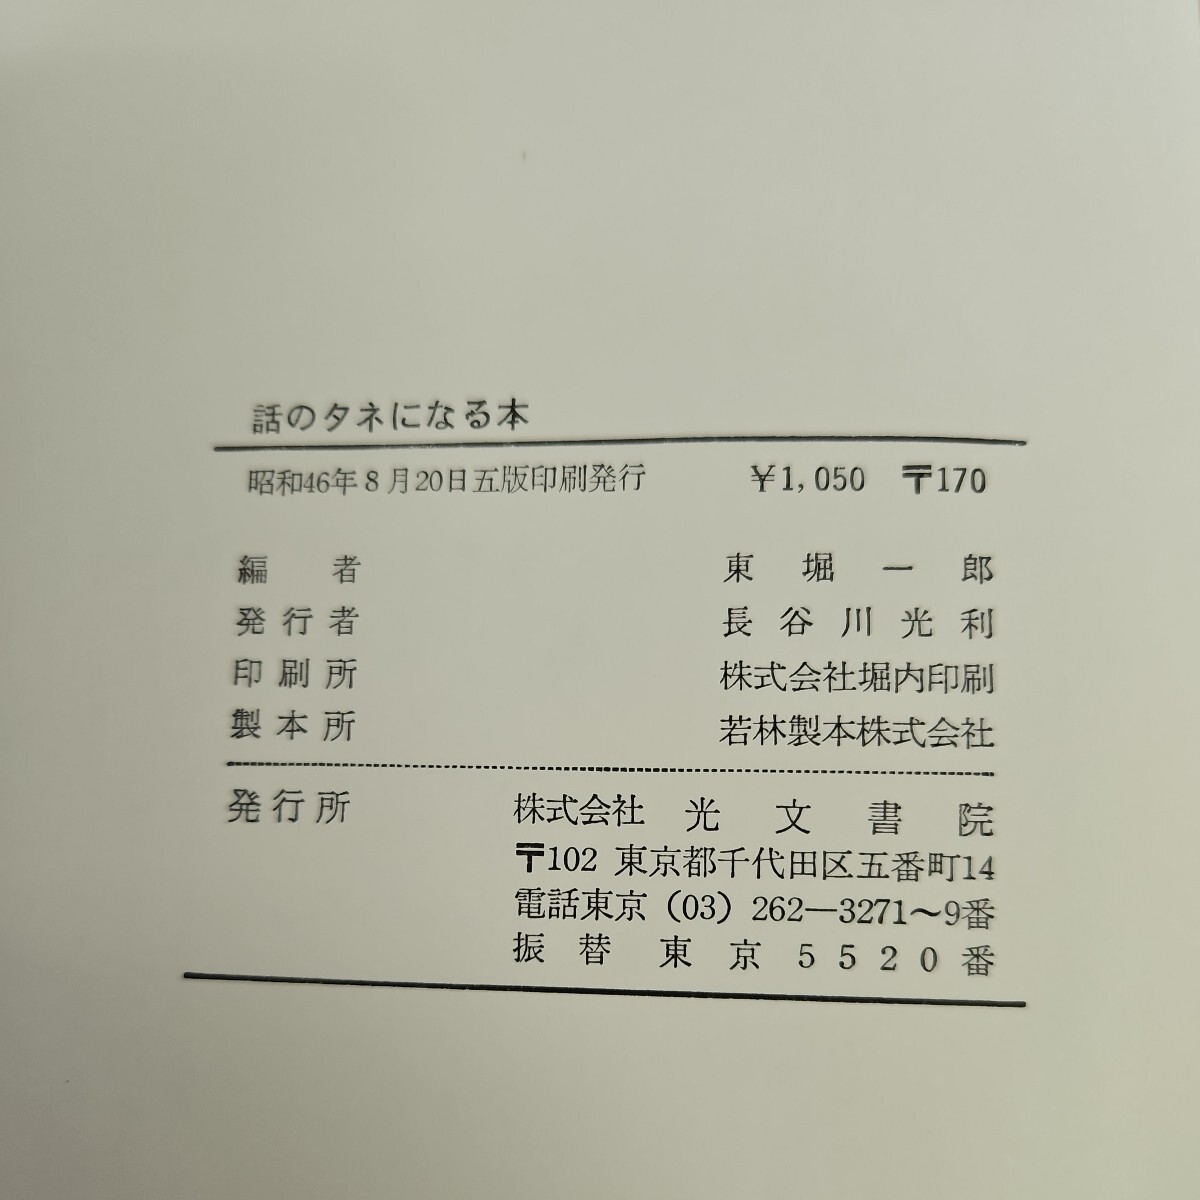 話のタネになる本
昭和46年8月20日五版印刷発行　¥1,050　〒170
編者　東堀一郎
発行者　長谷川光利
印刷所　株式会社堀内印刷
製本所　若林製本株式会社
発行所　株式会社　光文書院
〒102 東京都千代田区五番町14
電話東京（03）262―3271～9番
振替東京5520番